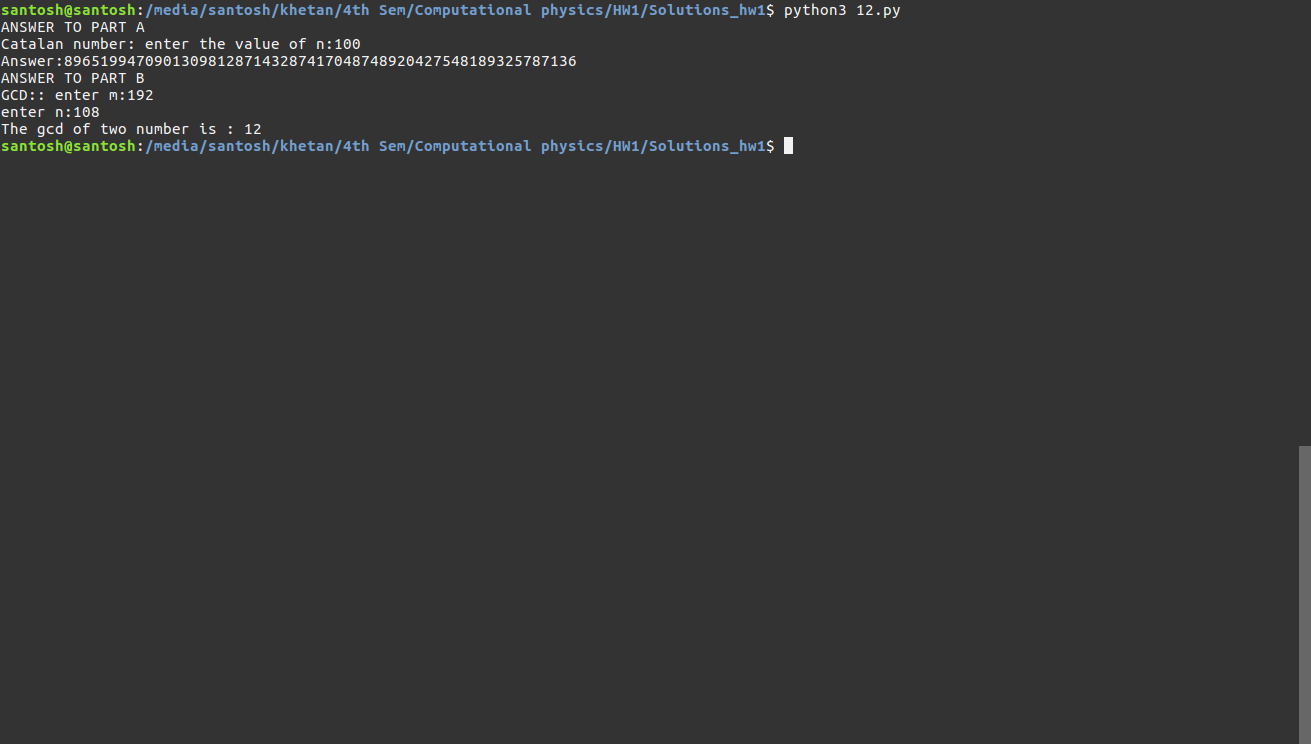 santosh@santosh:/media/santosh/khetan/4th Sem/Computational physics/HW1/Solutions_hw1$ python3 12.py
ANSWER TO PART A
Catalan number: enter the value of n:100
Answer:896519947090130981287143287417048748920427548189325787136
ANSWER TO PART B
GCD:: enter m:192
enter n:108
The gcd of two number is : 12
santosh@santosh:/media/santosh/khetan/4th Sem/Computational physics/HW1/Solutions_hw1$